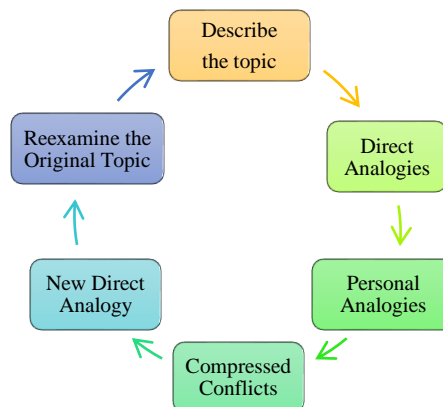 Describe
the topic
Direct
Analogies
Personal
Analogies
Compressed
Conflicts
New Direct
Analogy
Reexamine the
Original Topic